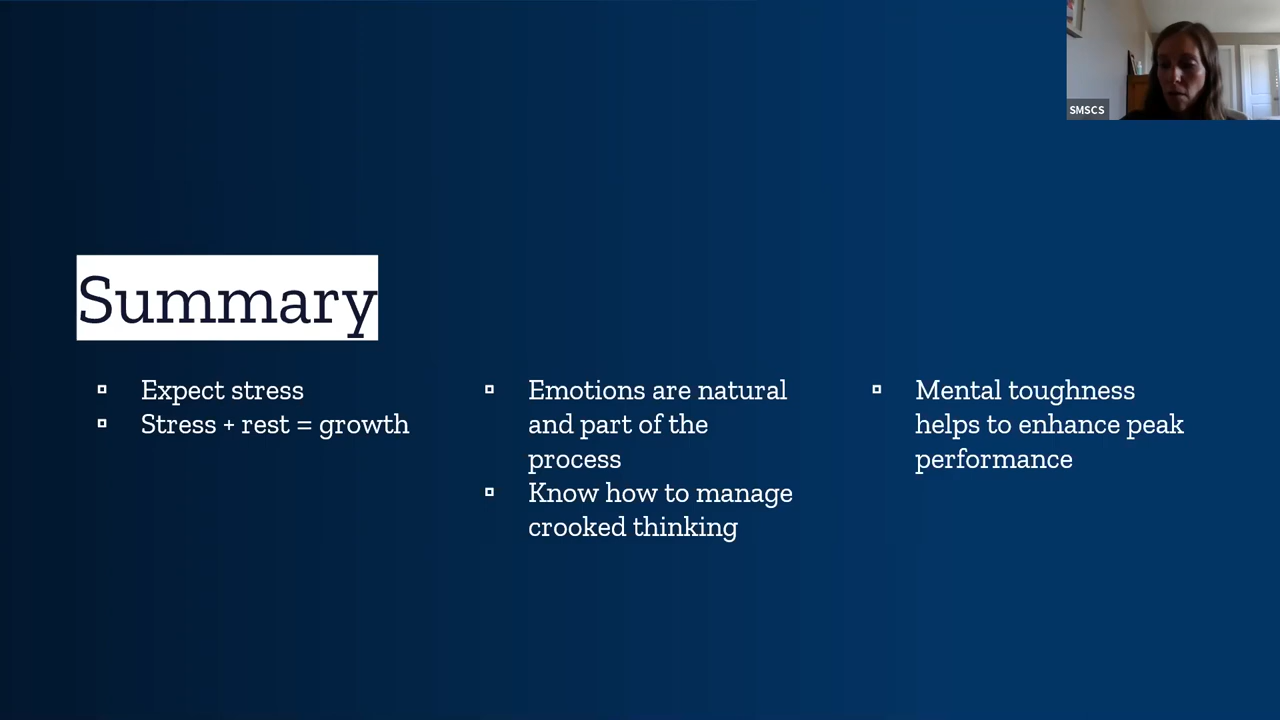 SMSCS
Summary
Expect stress
Stress + rest = growth
Emotions are natural
and part of the
process
Know how to manage
crooked thinking
Mental toughness
helps to enhance peak
performance